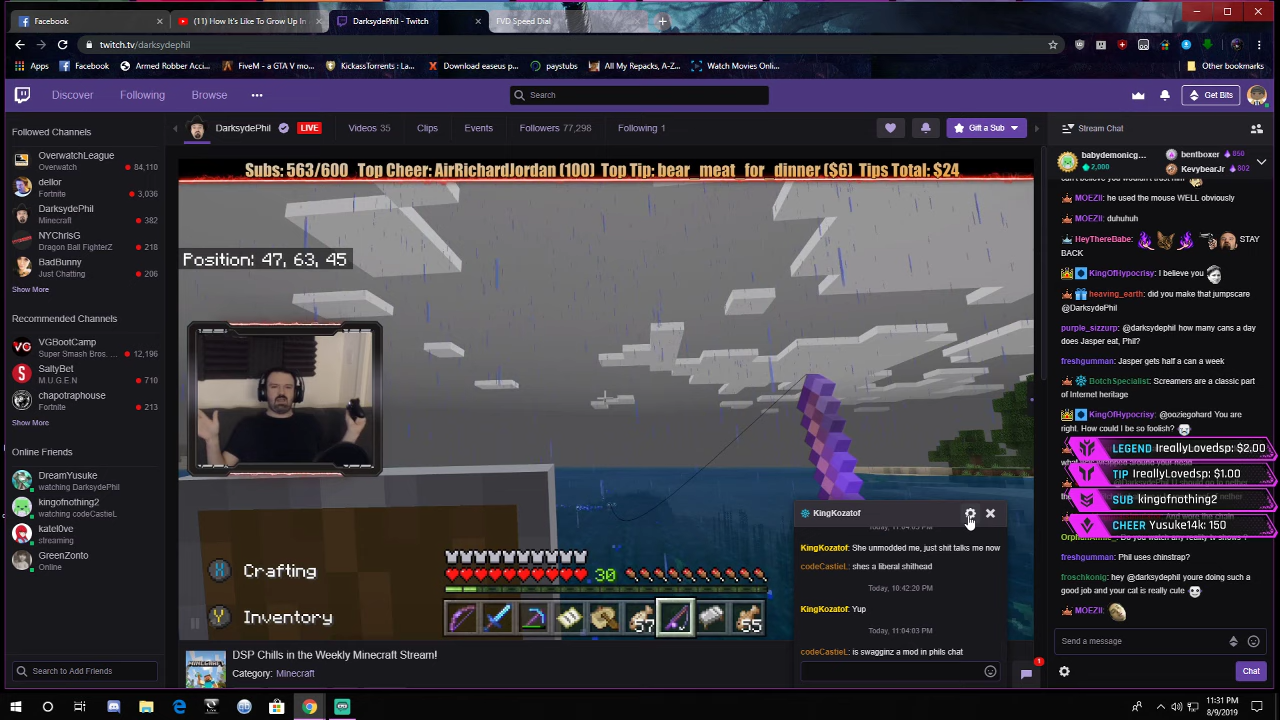 Facebook
(11) How It's Like To Grow Up In
DarksydePhil - Twitch
FVD Speed Dial
twitch.tv/darksydephil
Apps
Facebook
Armed Robber Acci...
FiveM - a GTA V mo...
KickassTorrents : La...
Download easeus p...
paystubs
All My Repacks, A-Z...
Watch Movies Onli...
Other bookmarks
Discover
Following
Browse
Search
Get Bits
Followed Channels
OverwatchLeague
Overwatch
84,110
dellor
Fortnite
3,036
DarksydePhil
Minecraft
382
NYChrisG
Dragon Ball FighterZ
218
BadBunny
Just Chatting
206
Show More
Recommended Channels
VGBootCamp
Super Smash Bros. ...
12,196
SaltyBet
M.U.G.E.N
710
chapotraphouse
Fortnite
213
Show More
Online Friends
DreamYusuke
watching DarksydePhil
kingofnothing2
watching codeCastieL
katel0ve
streaming
GreenZonto
Online
Search to Add Friends
DarksydePhil
LIVE
Videos 35
Clips
Events
Followers 77,298
Following 1
Gift a Sub
Subs: 563/600 Top Cheer: AirRichardJordan (100) Top Tip: bear_meat_for_dinner ($6) Tips Total: $24
Position: 47, 63, 45
X Crafting
Y Inventory
30
57
65
DSP Chills in the Weekly Minecraft Stream!
Category: Minecraft
KingKozatof
KingKozatof: She unmodded me, just shit talks me now
codeCastieL: shes a liberal shithead
Today, 10:42:20 PM
KingKozatof: Yup
Today, 11:04:03 PM
codeCastieL: is swagginz a mod in phils chat
1
Stream Chat
babydemonicg...
2,000
bentboxer 850
KevybearJr 602
MOEZII: he used the mouse WELL obviously
MOEZII: duhuhuh
HeyThereBabe: STAY
BACK
KingOfHypocrisy: I believe you
heaving_earth: did you make that jumpscare
@DarksydePhil
purple_sizzurp: @darksydephil how many cans a day
does Jasper eat, Phil?
freshgumman: Jasper gets half a can a week
BotchSpecialist: Screamers are a classic part
of Internet heritage
KingOfHypocrisy: @ooziegohard You are
right. How could I be so foolish?
LEGEND IreallyLovedsp: $2.00
TIP IreallyLovedsp: $1.00
SUB kingofnothing2
CHEER Yusuke14k: 150
freshgumman: Phil uses chinstrap?
froschkonig: hey @darksydephil youre doing such a
good job and your cat is really cute
MOEZII:
Send a message
Chat
11:31 PM
8/9/2019